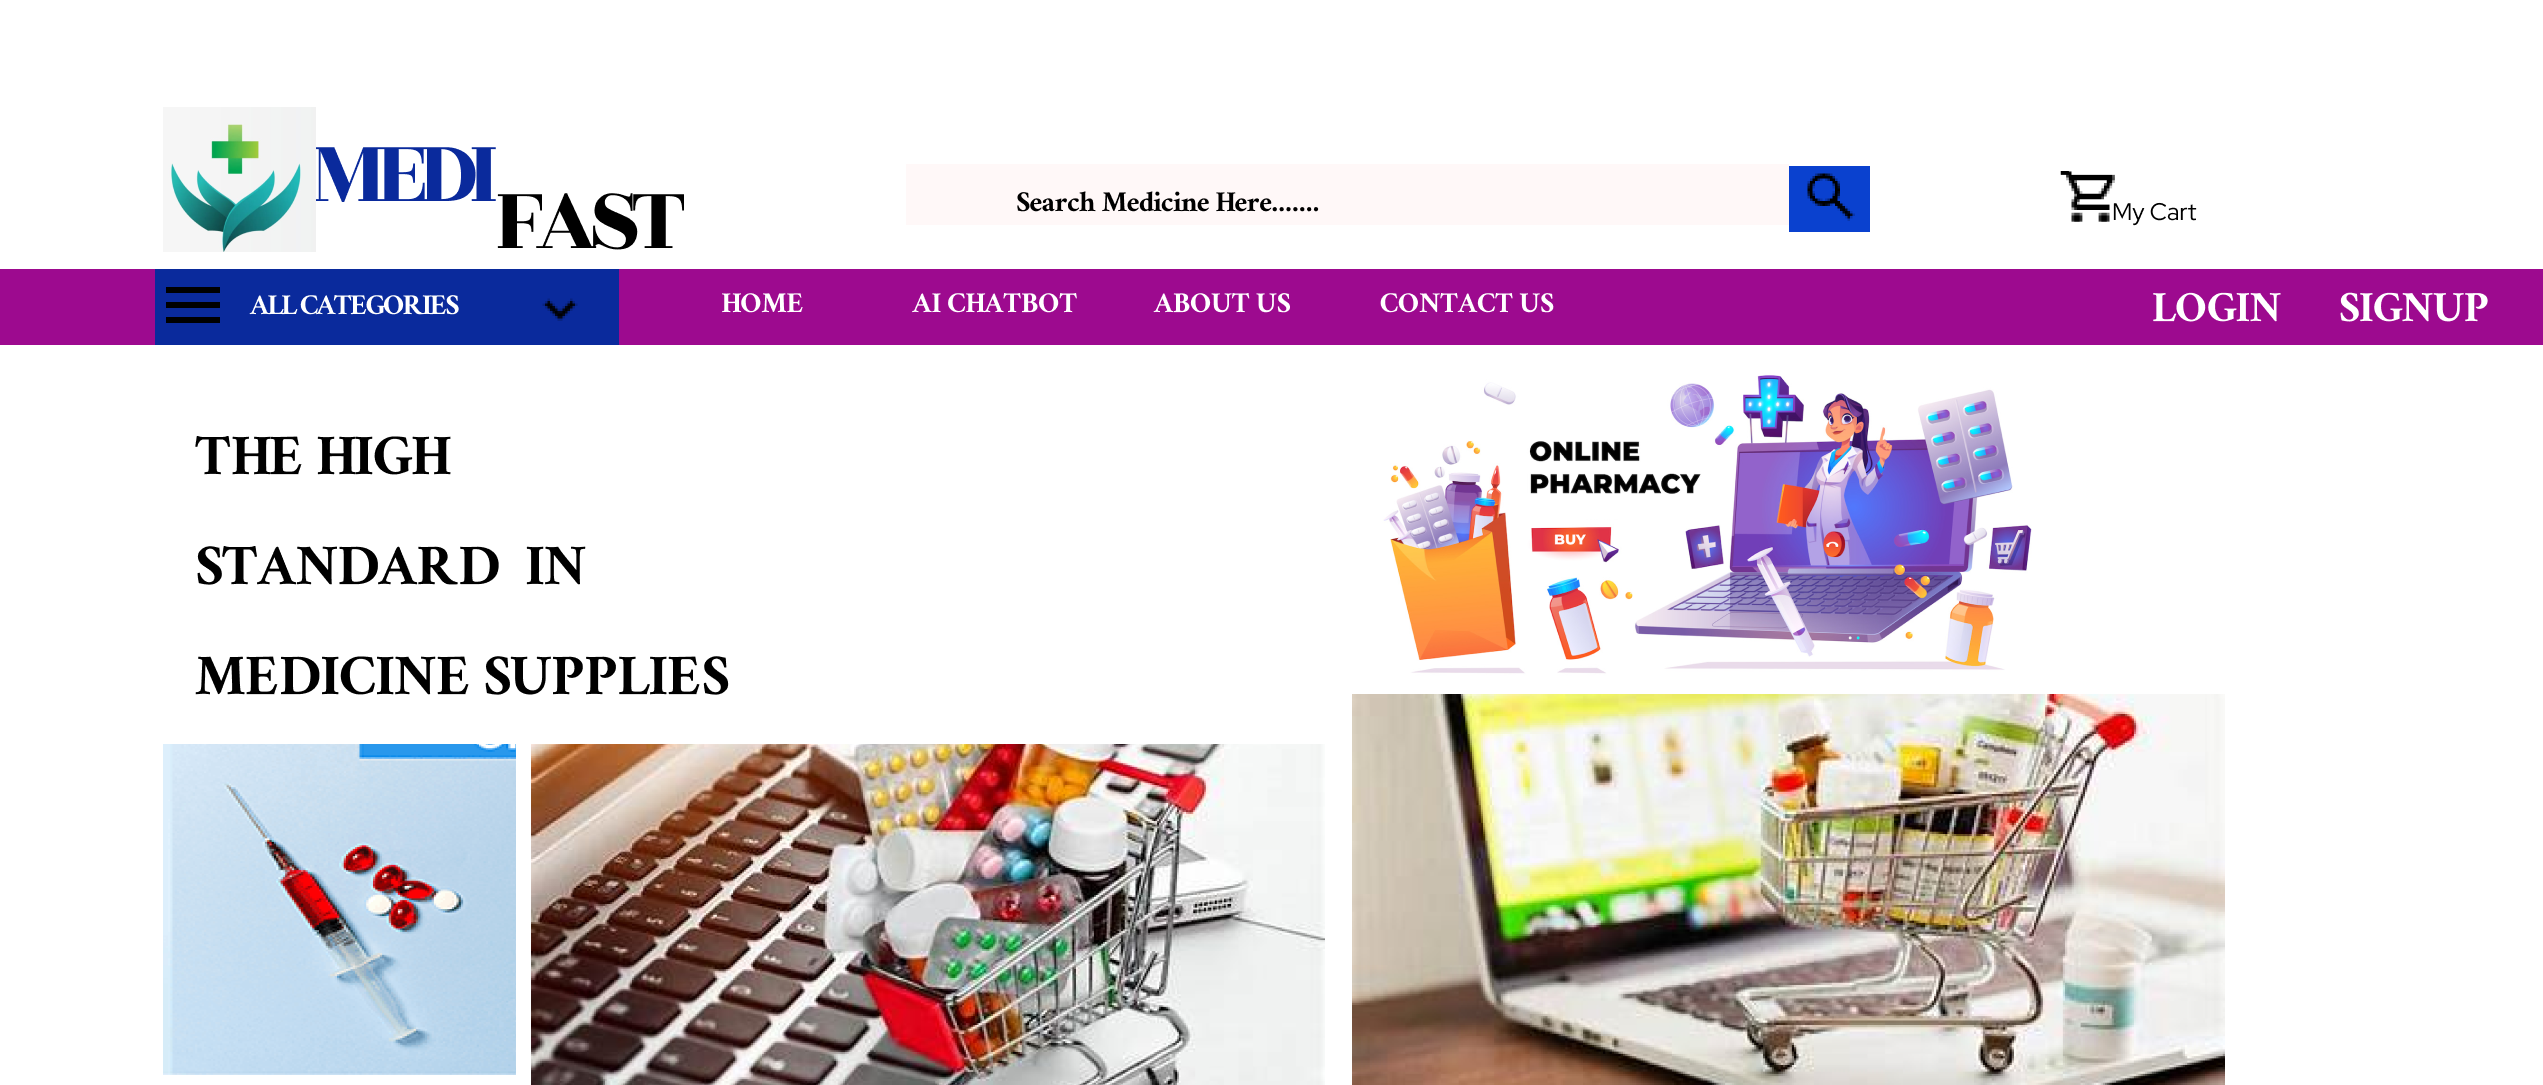 MEDI
FAST
Search Medicine Here.......
My Cart
ALL CATEGORIES
HOME
AI CHATBOT
ABOUT US
CONTACT US
LOGIN
SIGNUP
THE HIGH
STANDARD IN
MEDICINE SUPPLIES
ONLINE
PHARMACY
BUY